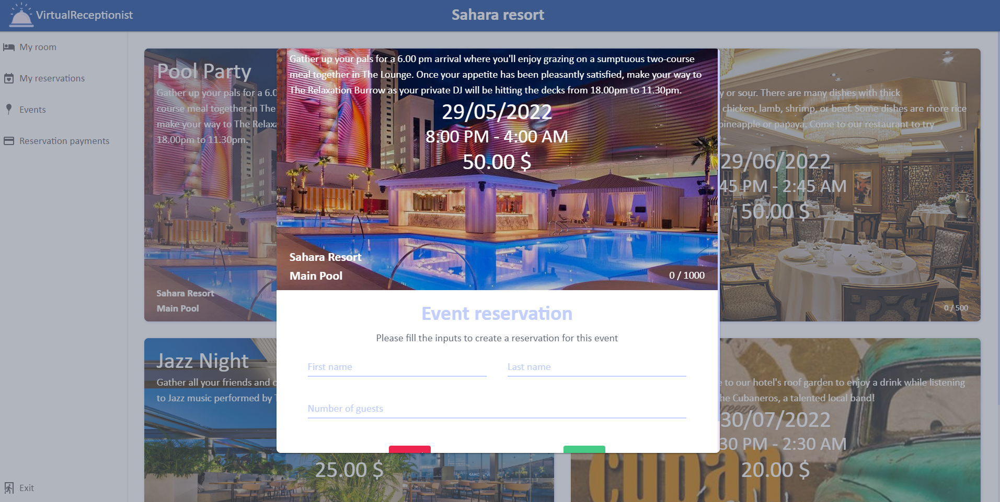 VirtualReceptionist
Sahara resort
My room
My reservations
Events
Reservation payments
Exit
Pool Party
Gather up your pals for a 6.0
course meal together in The
make your way to The Relaxa
18.00pm to 11.30pm.
Sahara Resort
Main Pool
Gather up your pals for a 6.00 pm arrival where you'll enjoy grazing on a sumptuous two-course
meal together in The Lounge. Once your appetite has been pleasantly satisfied, make your way to
The Relaxation Burrow as your private DJ will be hitting the decks from 18.00pm to 11.30pm.
29/05/2022
8:00 PM - 4:00 AM
50.00 $
Sahara Resort
Main Pool
0 / 1000
Event reservation
Please fill the inputs to create a reservation for this event
First name
Last name
Number of guests
y or sour. There are many dishes with thick
chicken, lamb, shrimp, or beef. Some dishes are more rice
pineapple or papaya. Come to our restaurant to try
29/06/2022
45 PM - 2:45 AM
50.00 $
0 / 500
Jazz Night
Gather all your friends and
to Jazz music performed by
25.00 $
to our hotel's roof garden to enjoy a drink while listening
he Cubaneros, a talented local band!
30/07/2022
30 PM - 2:30 AM
20.00 $
cuban